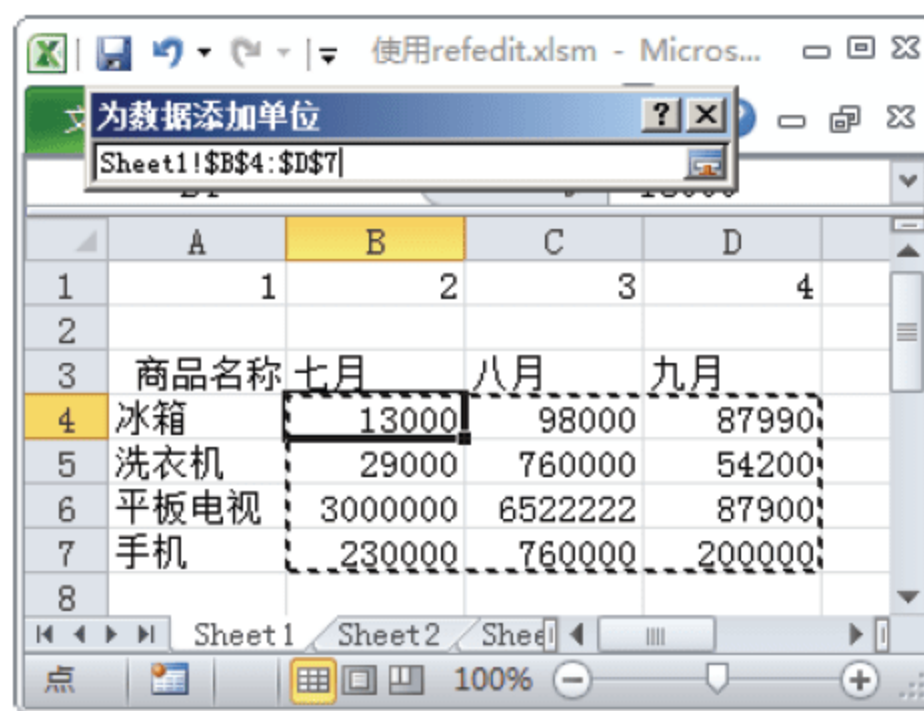 使用refedit.xlsm - Micros...
为数据添加单位
Sheet1!$B$4:$D$7
A B C D
1 1 2 3 4
2
3 商品名称 七月 八月 九月
4 冰箱 13000 98000 87990
5 洗衣机 29000 760000 54200
6 平板电视 3000000 6522222 87900
7 手机 230000 760000 200000
8
Sheet1 Sheet2 Shee
点 100%